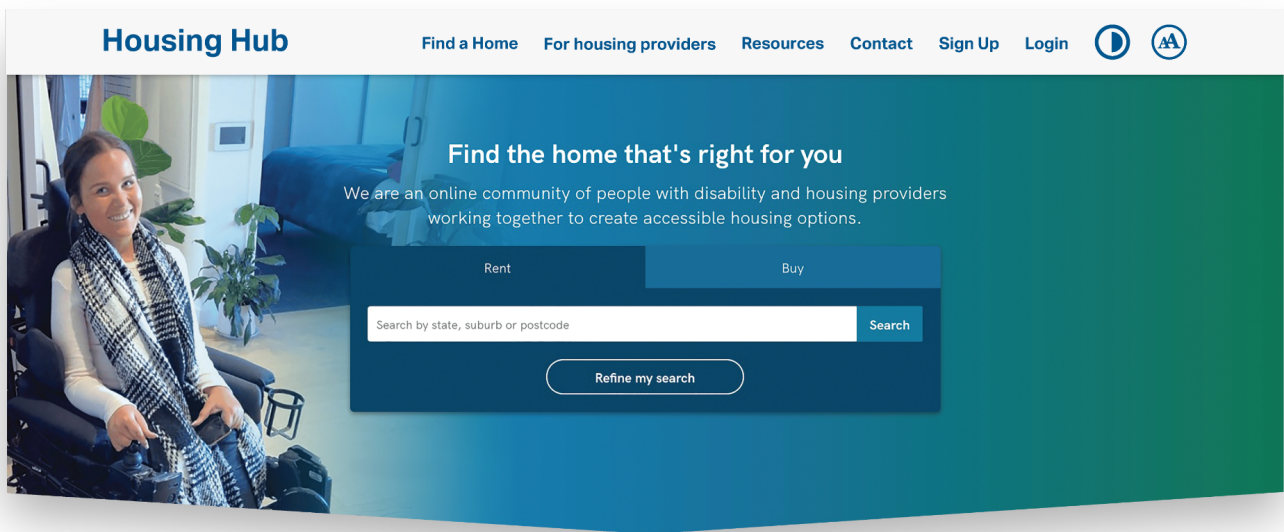 Housing Hub
Find a Home
For housing providers
Resources
Contact
Sign Up
Login
AA
Find the home that's right for you
We are an online community of people with disability and housing providers
working together to create accessible housing options.
Rent
Buy
Search by state, suburb or postcode
Search
Refine my search